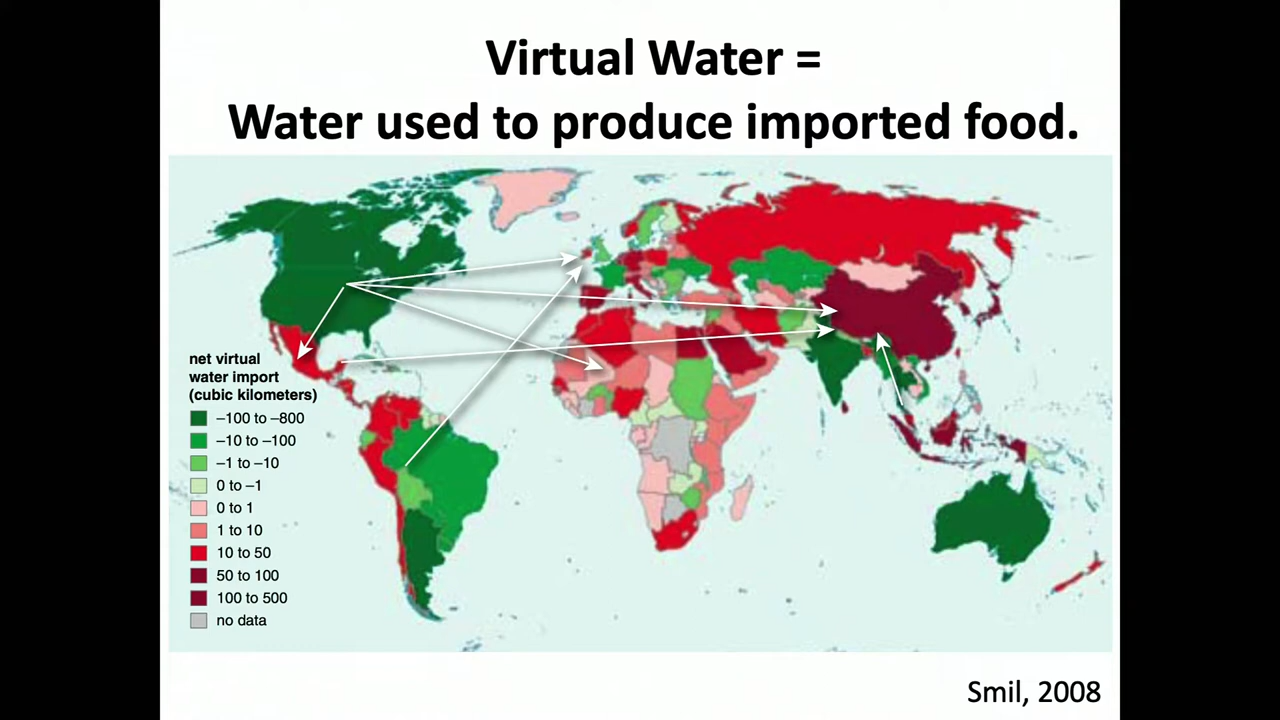 Virtual Water =
Water used to produce imported food.
net virtual
water import
(cubic kilometers)
–100 to –800
–10 to –100
–1 to –10
0 to –1
0 to 1
1 to 10
10 to 50
50 to 100
100 to 500
no data
Smil, 2008